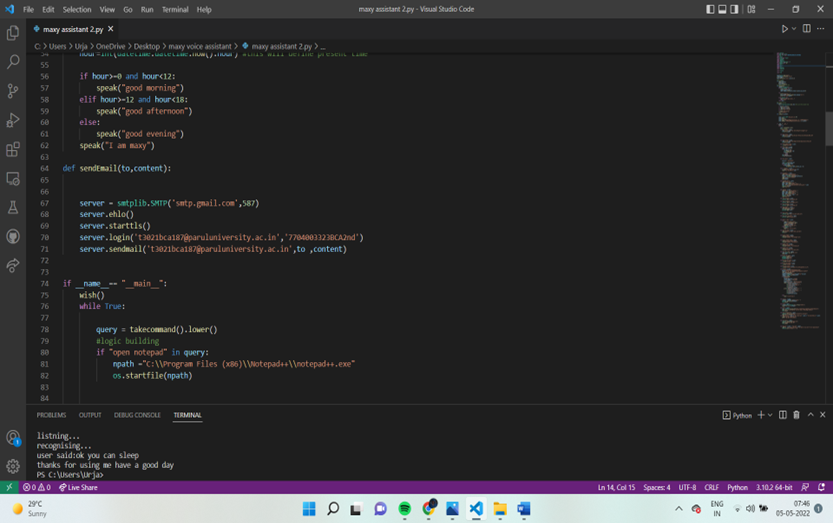 File Edit Selection View Go Run Terminal Help
maxy assistant 2.py - Visual Studio Code
maxy assistant 2.py
C: > Users > Urja > OneDrive > Desktop > maxy voice assistant > maxy assistant 2.py > ...
54 hour=int(datetime.datetime.now().hour) #this will define present time
55
56 if hour>=0 and hour<12:
57 speak("good morning")
58 elif hour>=12 and hour<18:
59 speak("good afternoon")
60 else:
61 speak("good evening")
62 speak("I am maxy")
63
64 def sendEmail(to,content):
65
66
67 server = smtplib.SMTP('smtp.gmail.com',587)
68 server.ehlo()
69 server.starttls()
70 server.login('t3021bca187@paruluniversity.ac.in','7704003323BCA2nd')
71 server.sendmail('t3021bca187@paruluniversity.ac.in',to ,content)
72
73
74 if __name__== "__main__":
75 wish()
76 while True:
77
78 query = takecommand().lower()
79 #logic building
80 if "open notepad" in query:
81 npath ="C:\\Program Files (x86)\\Notepad++\\notepad++.exe"
82 os.startfile(npath)
83
84
PROBLEMS OUTPUT DEBUG CONSOLE TERMINAL
Python
listning...
recognising...
user said:ok you can sleep
thanks for using me have a good day
PS C:\Users\Urja>
0 0 Live Share
Ln 14, Col 15 Spaces: 4 UTF-8 CRLF Python 3.10.2 64-bit
29°C
Sunny
ENG
IN
07:46
05-05-2022
1